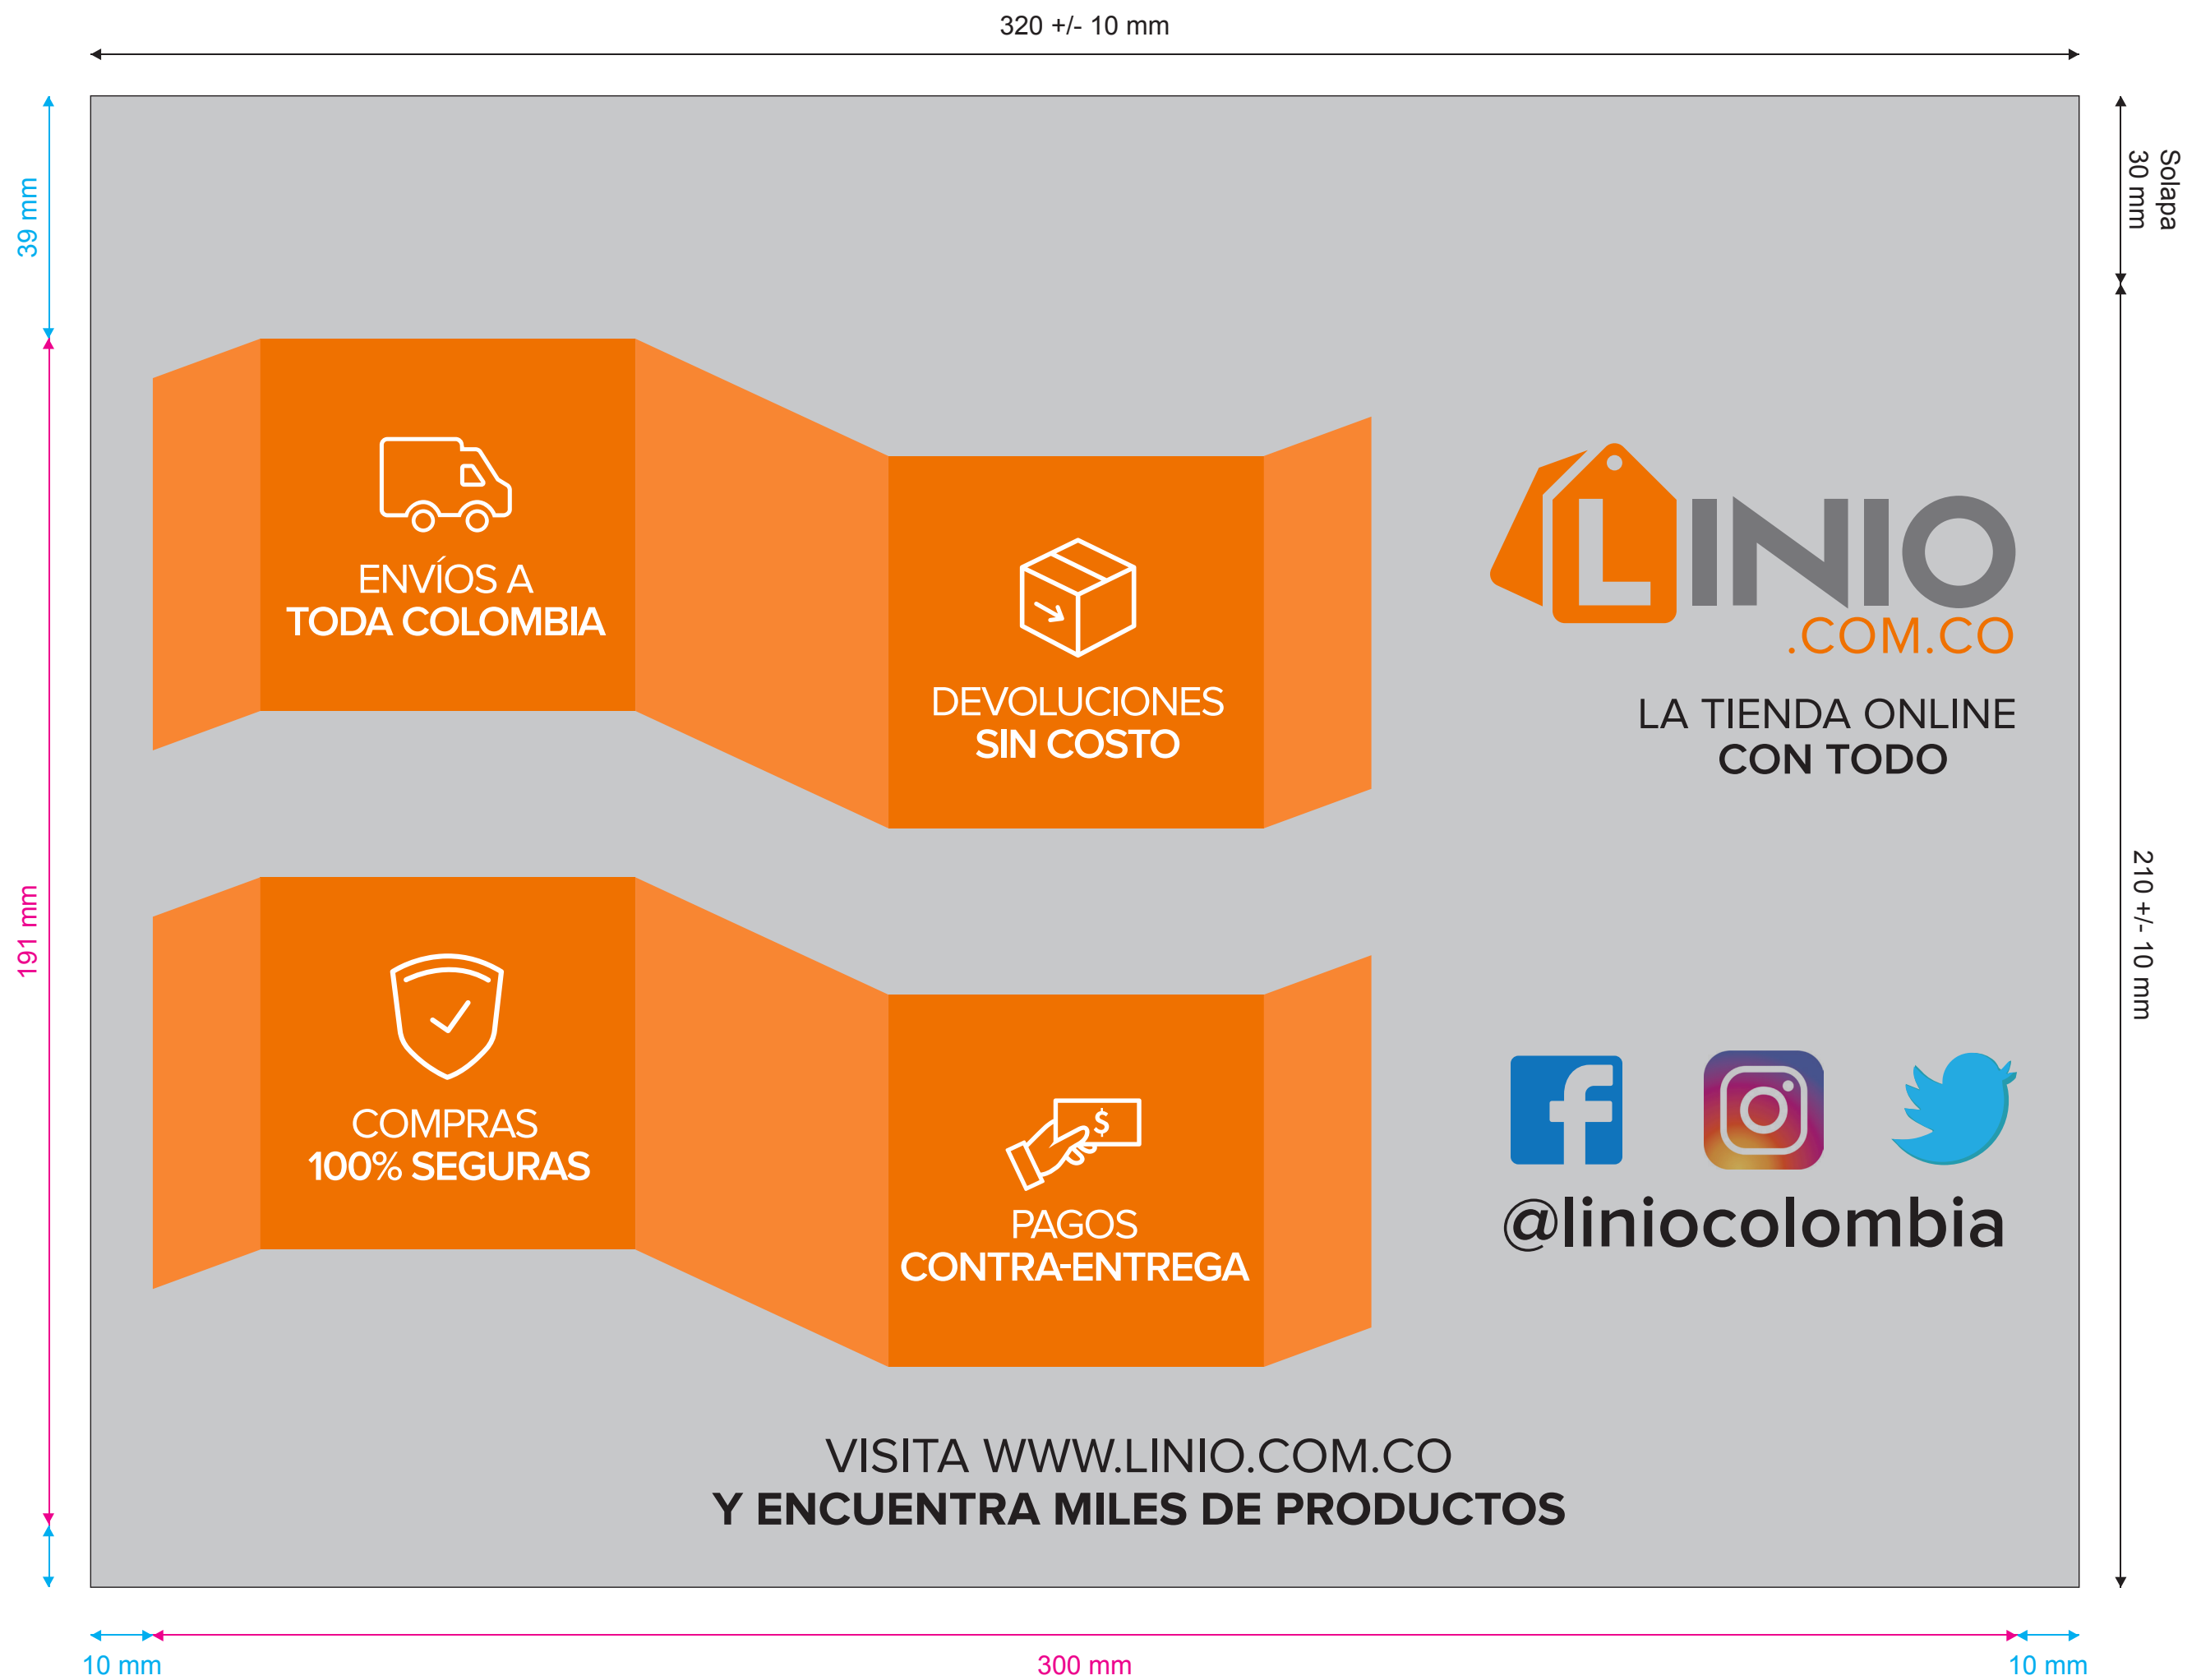 320 +/- 10 mm
39 mm
Solapa
30 mm
ENVÍOS A
TODA COLOMBIA
DEVOLUCIONES
SIN COSTO
LINIO
.COM.CO
LA TIENDA ONLINE
CON TODO
191 mm
210 +/- 10 mm
COMPRAS
100% SEGURAS
$
PAGOS
CONTRA-ENTREGA
@liniocolombia
VISITA WWW.LINIO.COM.CO
Y ENCUENTRA MILES DE PRODUCTOS
10 mm
300 mm
10 mm